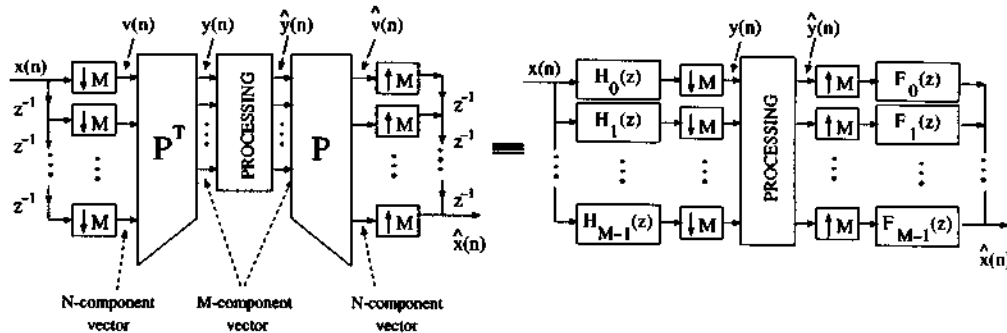 v(n) y(n) ŷ(n) v̂(n)
x(n) ↓M P^T PROCESSING P ↑M
z⁻¹ ↓M ↑M z⁻¹
z⁻¹ z⁻¹
z⁻¹ ↓M ↑M z⁻¹
x̂(n)
N-component vector
M-component vector
N-component vector
=
y(n) ŷ(n)
x(n) H₀(z) ↓M PROCESSING ↑M F₀(z)
H₁(z) ↓M ↑M F₁(z)
H_{M-1}(z) ↓M ↑M F_{M-1}(z)
x̂(n)